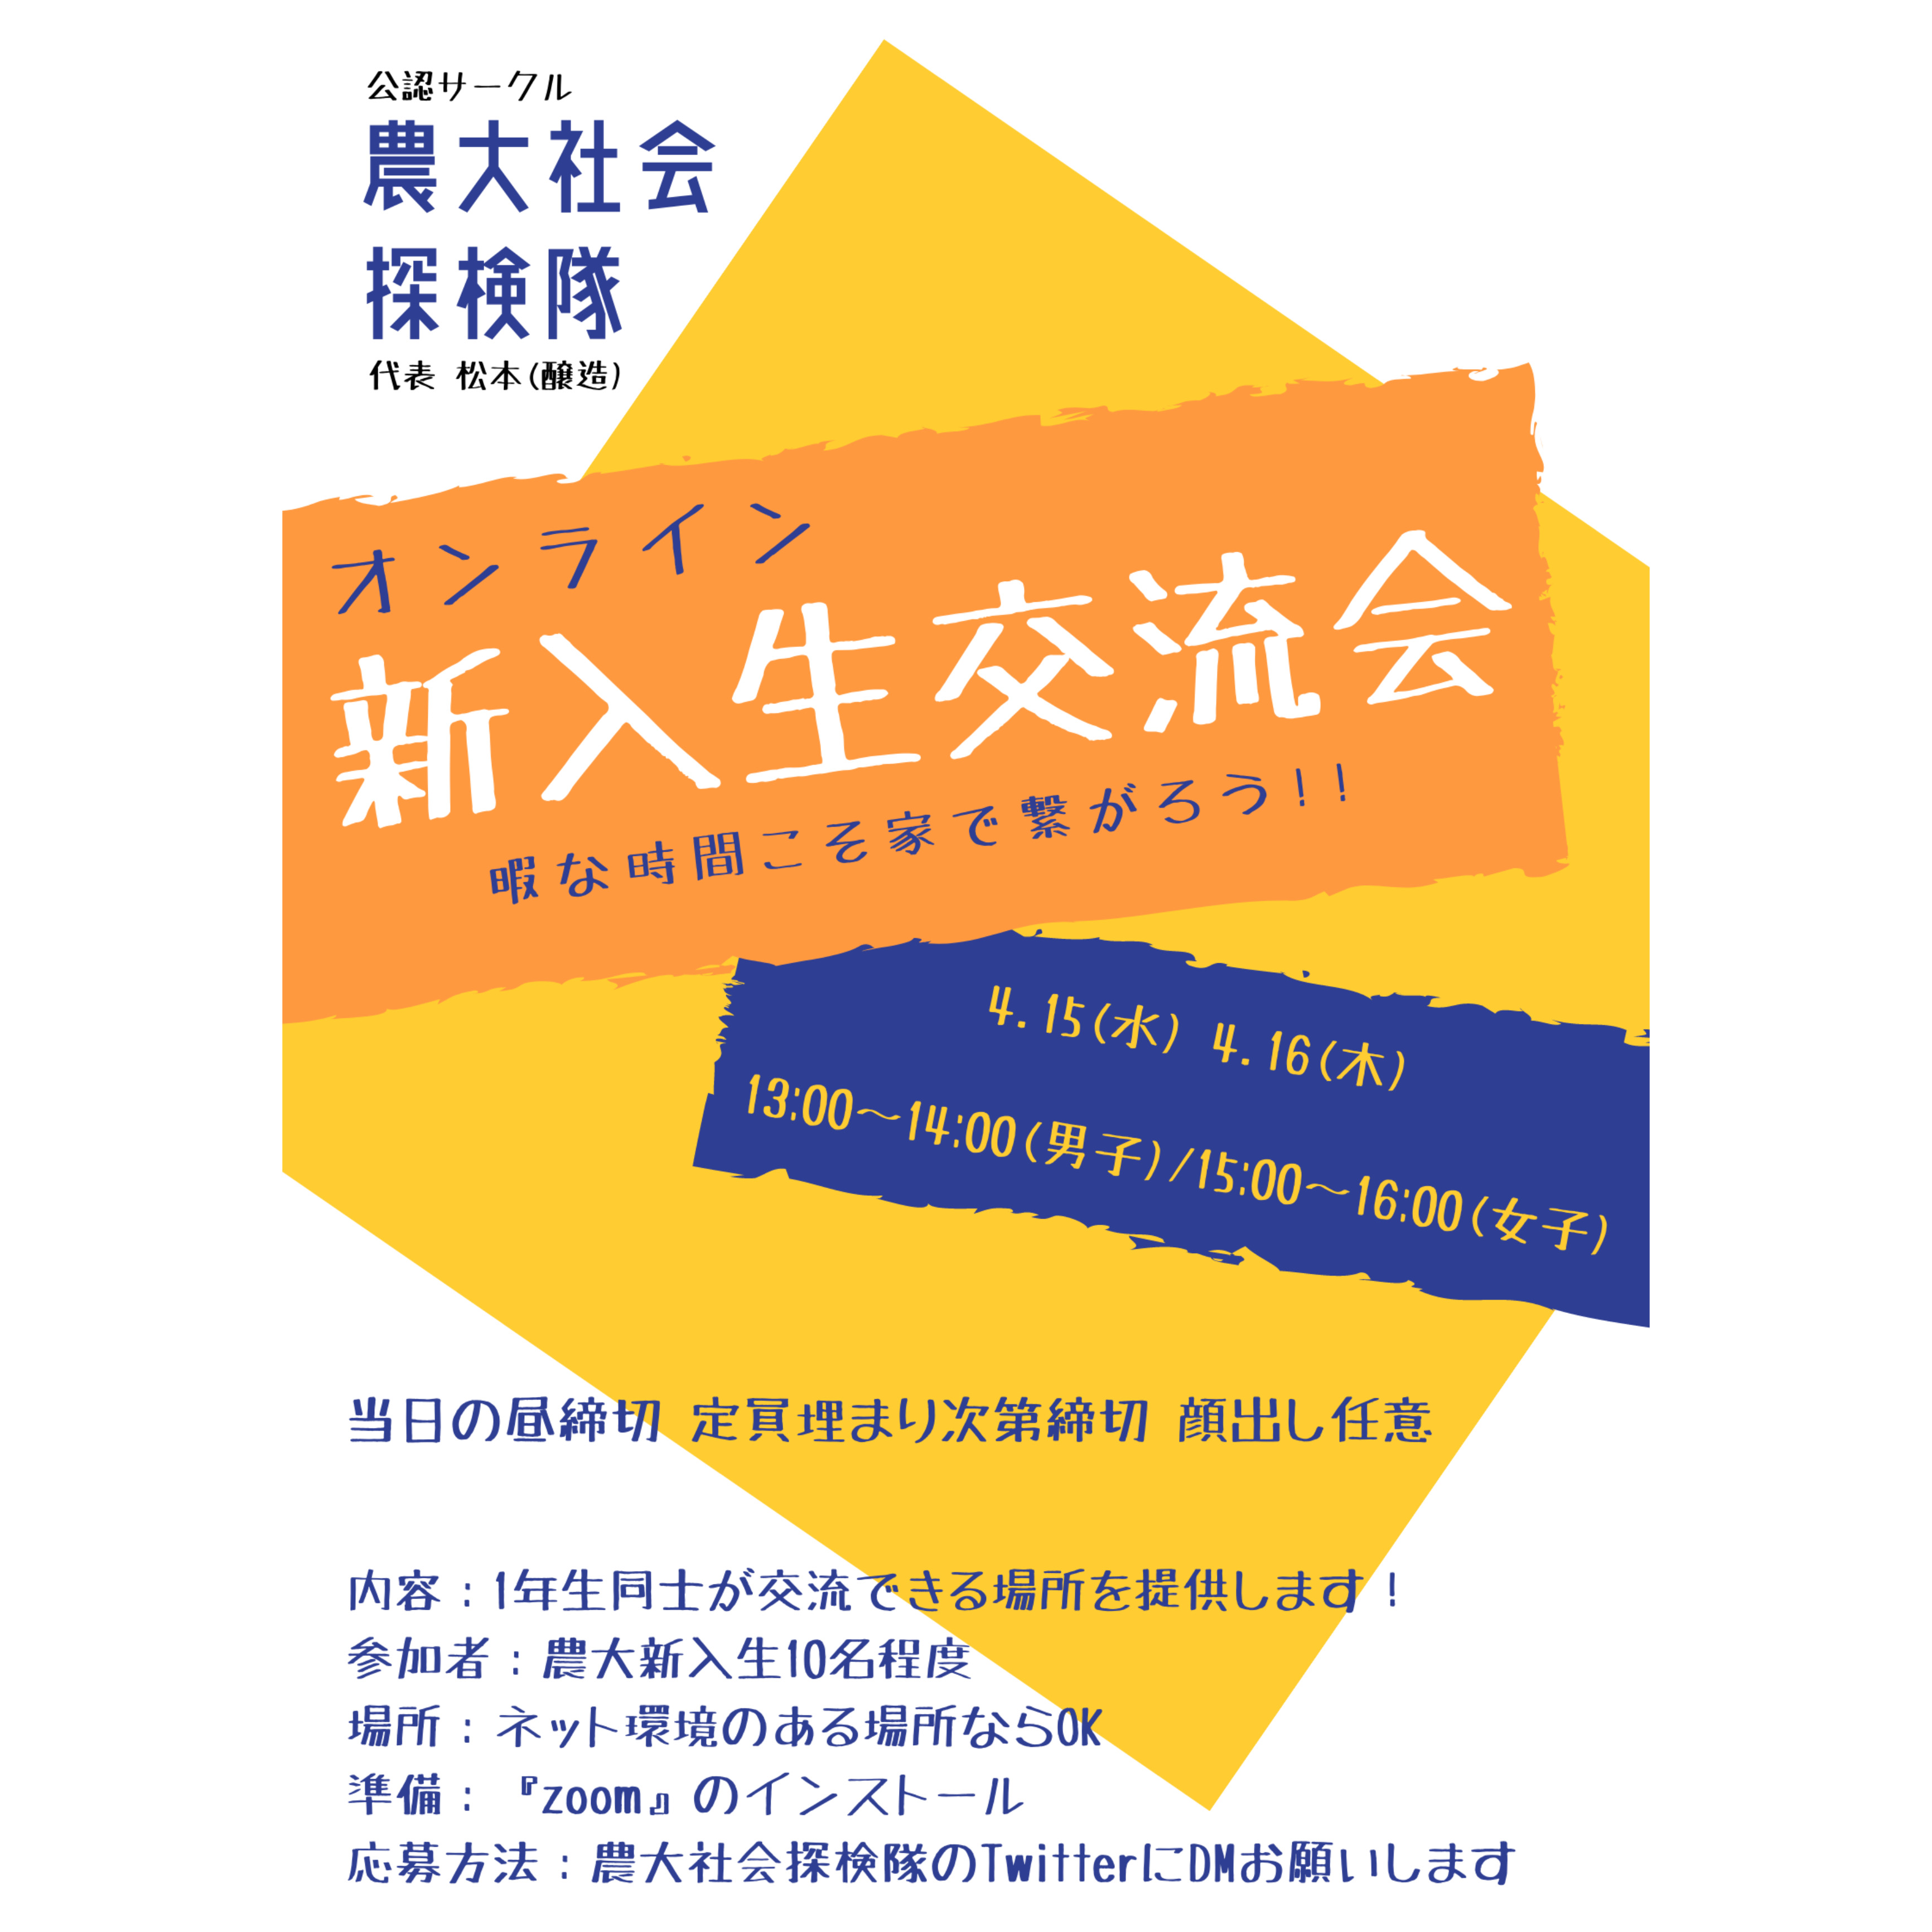 公認サークル
農大社会
探検隊
代表 松本(醸造)
オンライン
新入生交流会
暇な時間こそ家で繋がろう!!
4.15(水) 4.16(木)
13:00〜14:00(男子)/15:00〜16:00(女子)
当日の昼締切 定員埋まり次第締切 顔出し任意
内容：1年生同士が交流できる場所を提供します！
参加者：農大新入生10名程度
場所：ネット環境のある場所ならOK
準備：『zoom』のインストール
応募方法：農大社会探検隊のTwitterにDMお願いします